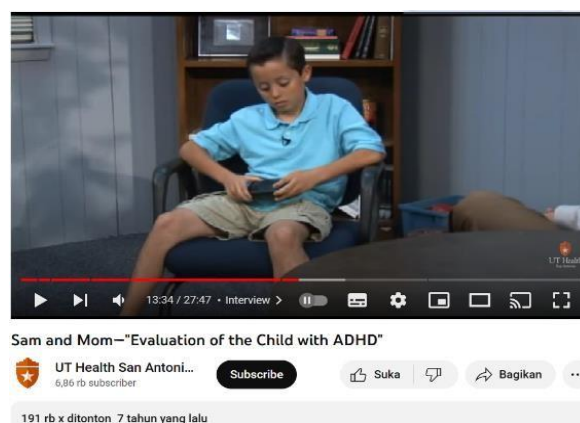 UT Health
13:34 / 27:47 • Interview >
Sam and Mom—"Evaluation of the Child with ADHD"
UT Health San Antoni...
6,86 rb subscriber
Subscribe
Suka
Bagikan
...
191 rb x ditonton 7 tahun yang lalu